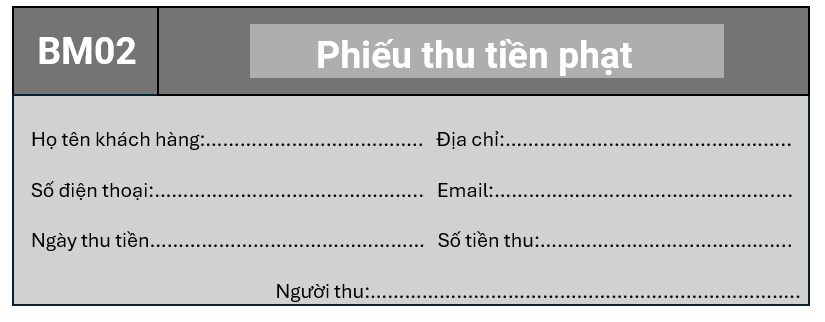 BM02 Phiếu thu tiền phạt
Họ tên khách hàng:...................................... Địa chỉ:..................................................
Số điện thoại:............................................... Email:....................................................
Ngày thu tiền................................................ Số tiền thu:............................................
Người thu:...........................................................................